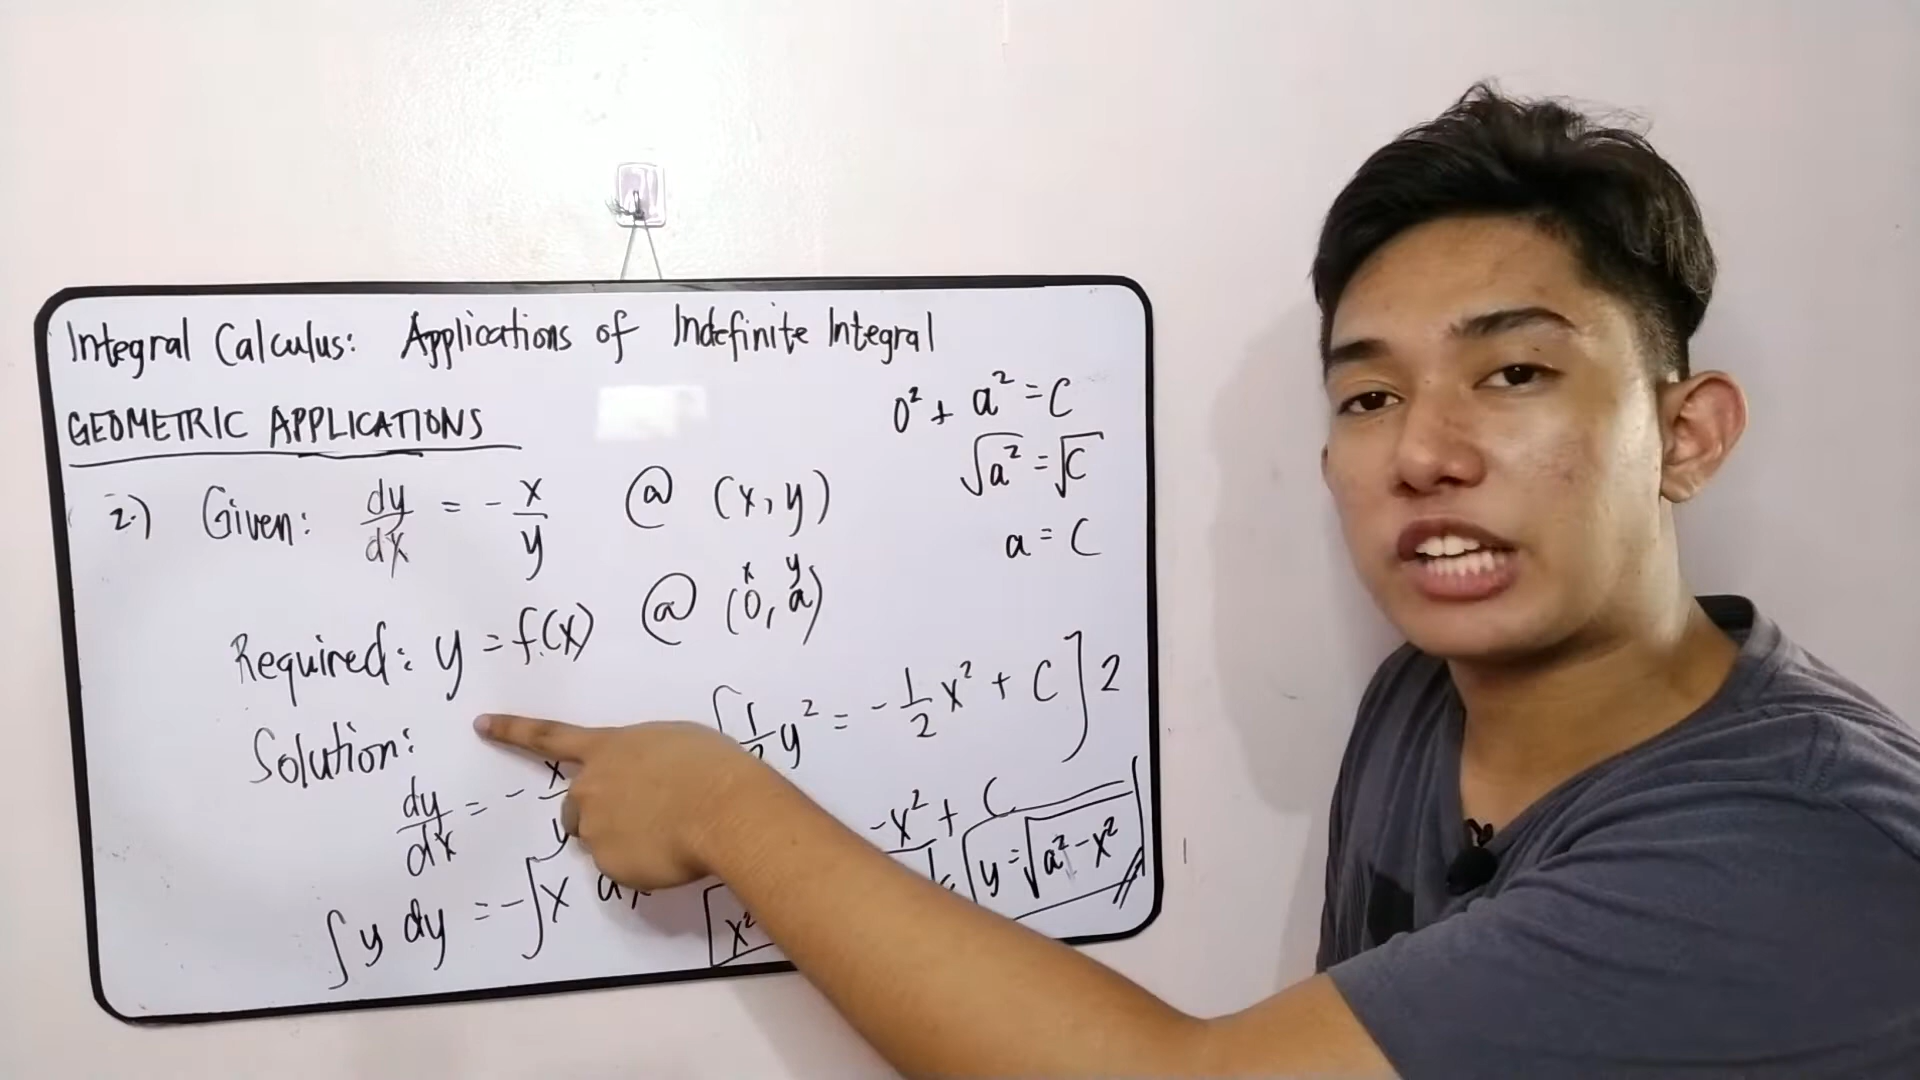 Integral Calculus: Applications of Indefinite Integral
GEOMETRIC APPLICATIONS
2.) Given: dy/dx = - x/y @ (x, y)
@ (0, a)
x y
Required: y = f(x)
Solution:
dy/dx = - x/y
∫ y dy = - ∫ x dx
[1/2 y² = - 1/2 x² + C] 2
-x² + C
x²
0² + a² = C
√a² = √C
a = C
y = √a² - x²